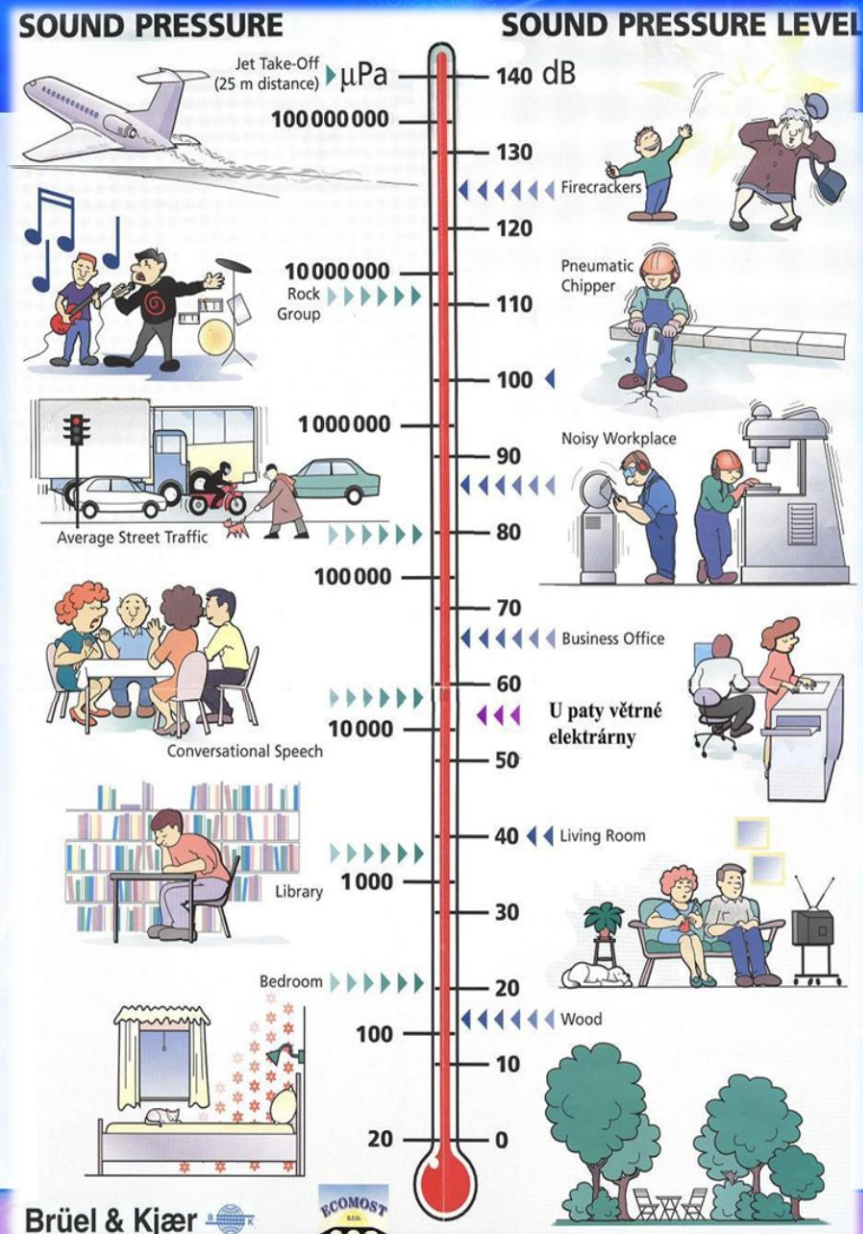 SOUND PRESSURE
SOUND PRESSURE LEVEL
Jet Take-Off
(25 m distance)
µPa
140 dB
100 000 000
130
Firecrackers
120
10 000 000
Pneumatic
Chipper
Rock
Group
110
100
1 000 000
Noisy Workplace
90
Average Street Traffic
80
100 000
70
Business Office
60
U paty větrné
elektrárny
10 000
Conversational Speech
50
40
Living Room
1 000
Library
30
Bedroom
20
Wood
100
10
20
0
Brüel & Kjær
B K
ECOMOST
s.r.o.